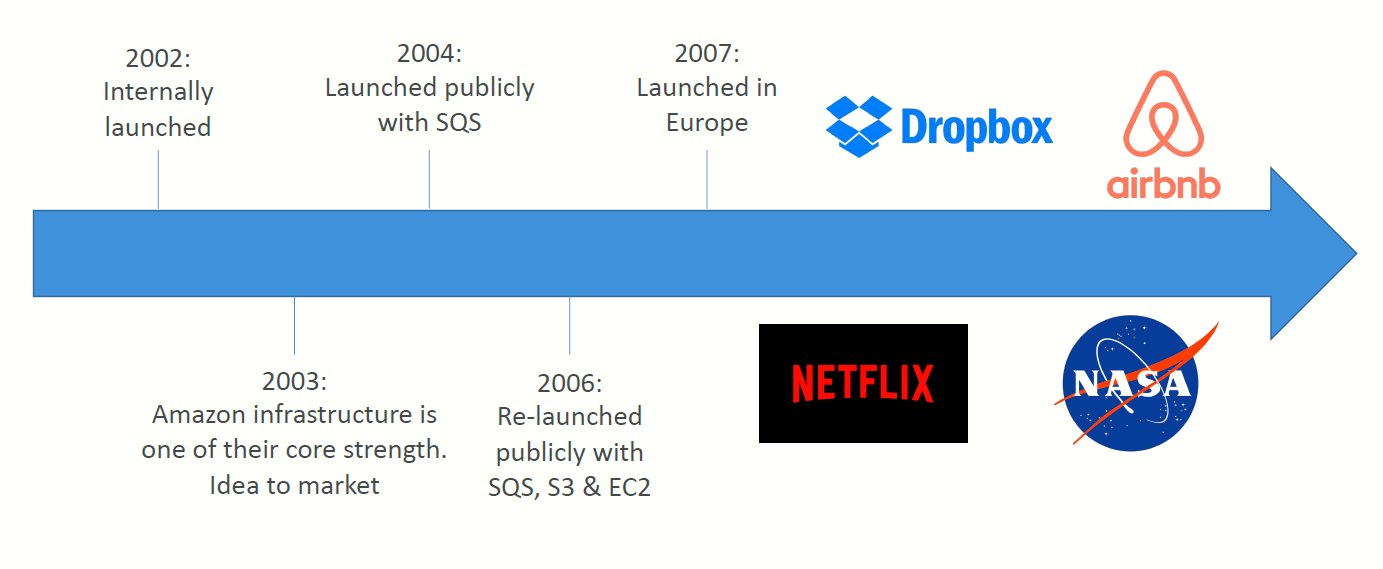 2002:
Internally
launched
2004:
Launched publicly
with SQS
2007:
Launched in
Europe
Dropbox
airbnb
2003:
Amazon infrastructure is
one of their core strength.
Idea to market
2006:
Re-launched
publicly with
SQS, S3 & EC2
NETFLIX
NASA